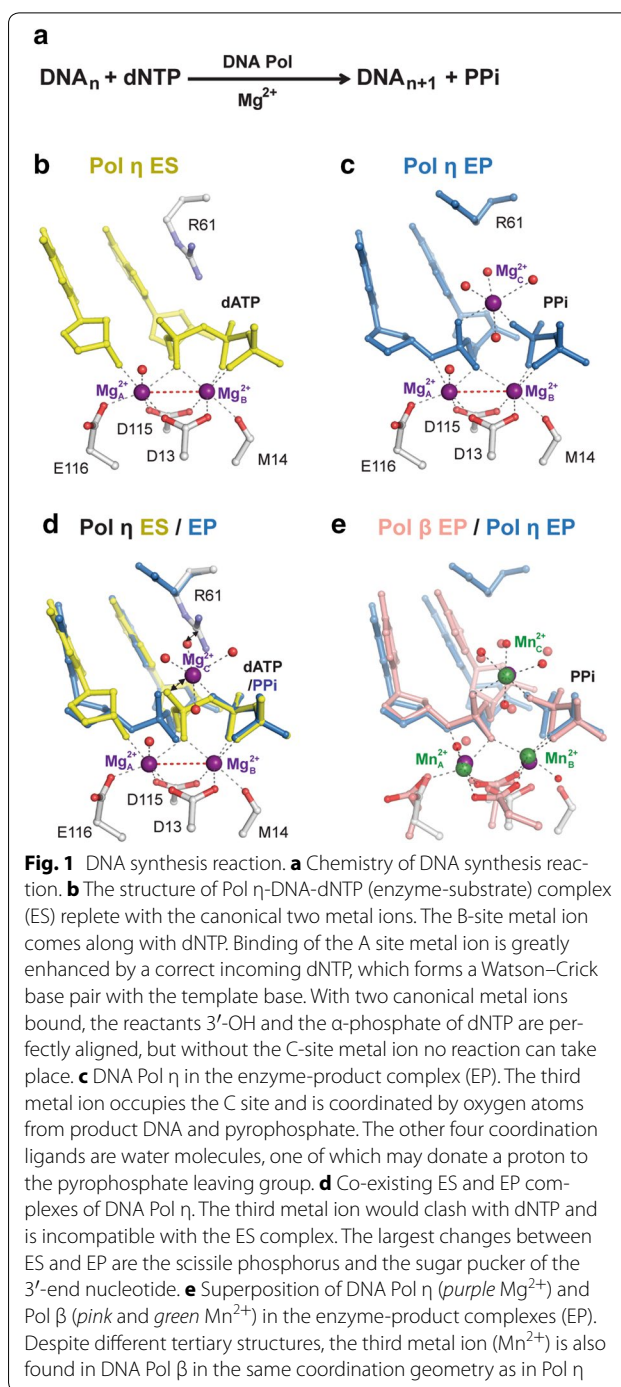 a
DNAn + dNTP DNA Pol Mg2+ DNAn+1 + PPi
b Pol η ES
c Pol η EP
R61
dATP
Mg2+A
Mg2+B
E116
D115
D13
M14
R61
Mg2+C
PPi
Mg2+A
Mg2+B
E116
D115
D13
M14
d Pol η ES / EP
e Pol β EP / Pol η EP
R61
Mg2+C
dATP
/PPi
Mg2+A
Mg2+B
E116
D115
D13
M14
Mn2+C
PPi
Mn2+A
Mn2+B
Fig. 1 DNA synthesis reaction. a Chemistry of DNA synthesis reac-
tion. b The structure of Pol η-DNA-dNTP (enzyme-substrate) complex
(ES) replete with the canonical two metal ions. The B-site metal ion
comes along with dNTP. Binding of the A site metal ion is greatly
enhanced by a correct incoming dNTP, which forms a Watson–Crick
base pair with the template base. With two canonical metal ions
bound, the reactants 3′-OH and the α-phosphate of dNTP are per-
fectly aligned, but without the C-site metal ion no reaction can take
place. c DNA Pol η in the enzyme-product complex (EP). The third
metal ion occupies the C site and is coordinated by oxygen atoms
from product DNA and pyrophosphate. The other four coordination
ligands are water molecules, one of which may donate a proton to
the pyrophosphate leaving group. d Co-existing ES and EP com-
plexes of DNA Pol η. The third metal ion would clash with dNTP and
is incompatible with the ES complex. The largest changes between
ES and EP are the scissile phosphorus and the sugar pucker of the
3′-end nucleotide. e Superposition of DNA Pol η (purple Mg2+) and
Pol β (pink and green Mn2+) in the enzyme-product complexes (EP).
Despite different tertiary structures, the third metal ion (Mn2+) is also
found in DNA Pol β in the same coordination geometry as in Pol η